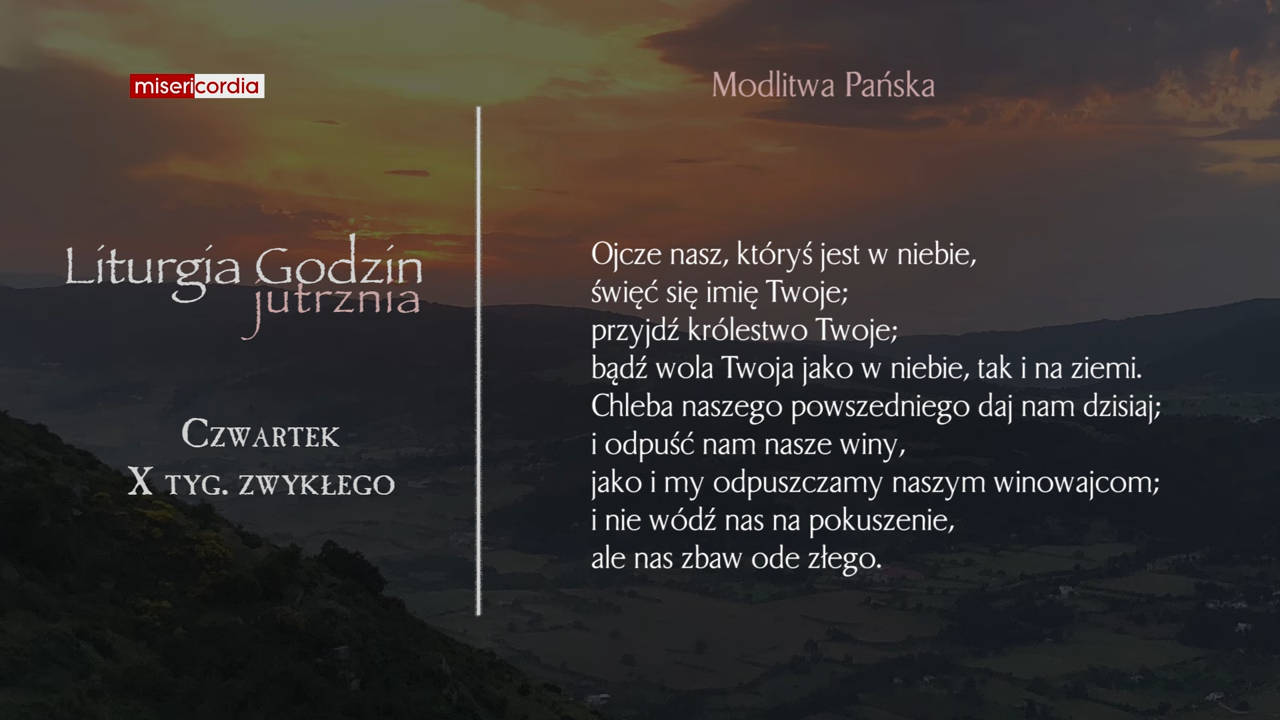 misericordia
Liturgia Godzin
jutrznia
Czwartek
X tyg. zwykłego
Modlitwa Pańska
Ojcze nasz, któryś jest w niebie,
święć się imię Twoje;
przyjdź królestwo Twoje;
bądź wola Twoja jako w niebie, tak i na ziemi.
Chleba naszego powszedniego daj nam dzisiaj;
i odpuść nam nasze winy,
jako i my odpuszczamy naszym winowajcom;
i nie wódź nas na pokuszenie,
ale nas zbaw ode złego.